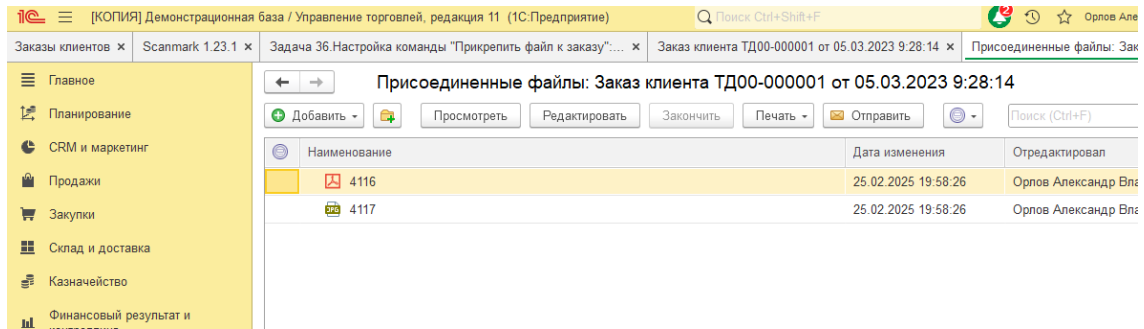 1С [КОПИЯ] Демонстрационная база / Управление торговлей, редакция 11 (1С:Предприятие) Поиск Ctrl+Shift+F 2 Орлов Але
Заказы клиентов × Scanmark 1.23.1 × Задача 36.Настройка команды "Прикрепить файл к заказу":... × Заказ клиента ТД00-000001 от 05.03.2023 9:28:14 × Присоединенные файлы: Зак
Главное
Планирование
CRM и маркетинг
Продажи
Закупки
Склад и доставка
Казначейство
Финансовый результат и
Присоединенные файлы: Заказ клиента ТД00-000001 от 05.03.2023 9:28:14
Добавить Просмотреть Редактировать Закончить Печать Отправить Поиск (Ctrl+F)
Наименование Дата изменения Отредактировал
4116 25.02.2025 19:58:26 Орлов Александр Вла
4117 25.02.2025 19:58:26 Орлов Александр Вла